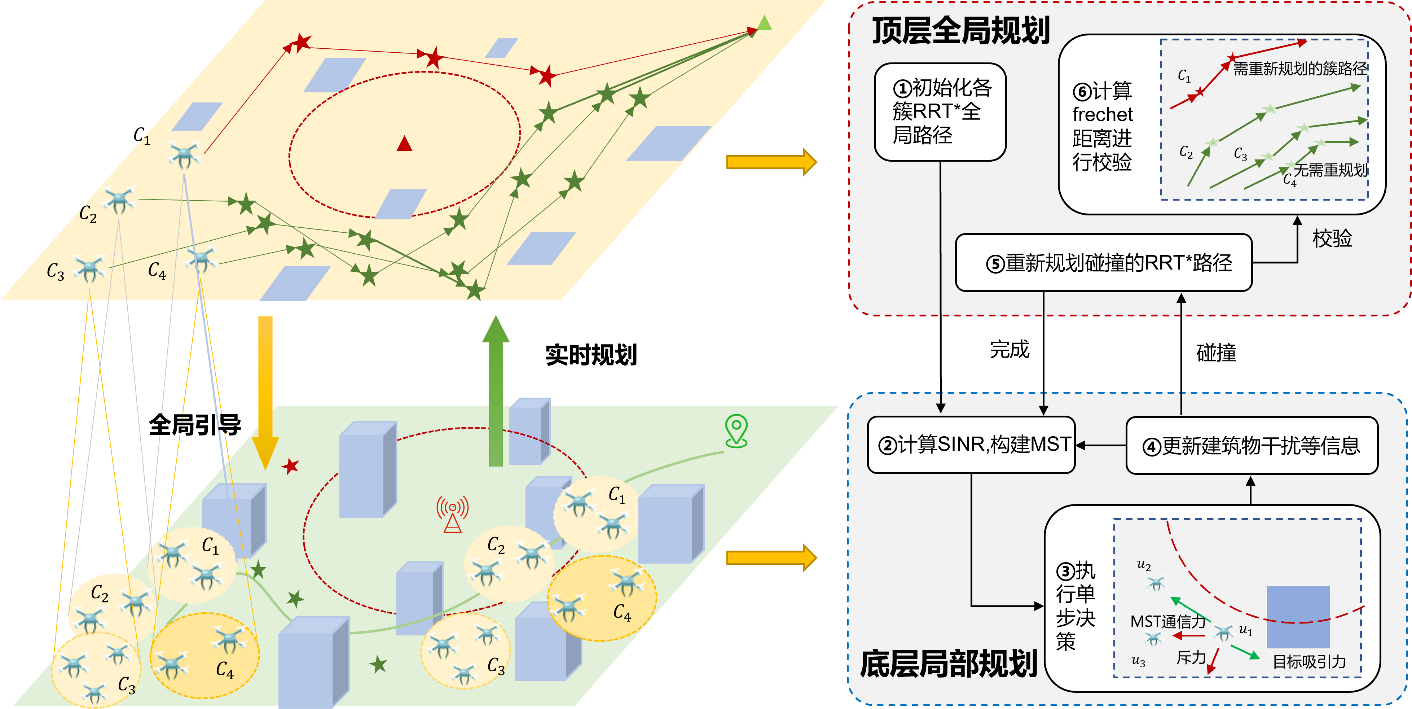 C₁
C₂
C₃
C₄
全局引导
实时规划
C₁
C₂
C₃
C₄
C₁
C₂
C₃
C₄
顶层全局规划
①初始化各
簇RRT*全
局路径
⑥计算
frechet
距离进
行校验
C₁
需重新规划的簇路径
C₂
C₃
C₄
无需重规划
校验
⑤重新规划碰撞的RRT*路径
完成
碰撞
②计算SINR,构建MST
④更新建筑物干扰等信息
③执
行单
步决
策
u₂
MST通信力
u₁
u₃
斥力
目标吸引力
底层局部规划